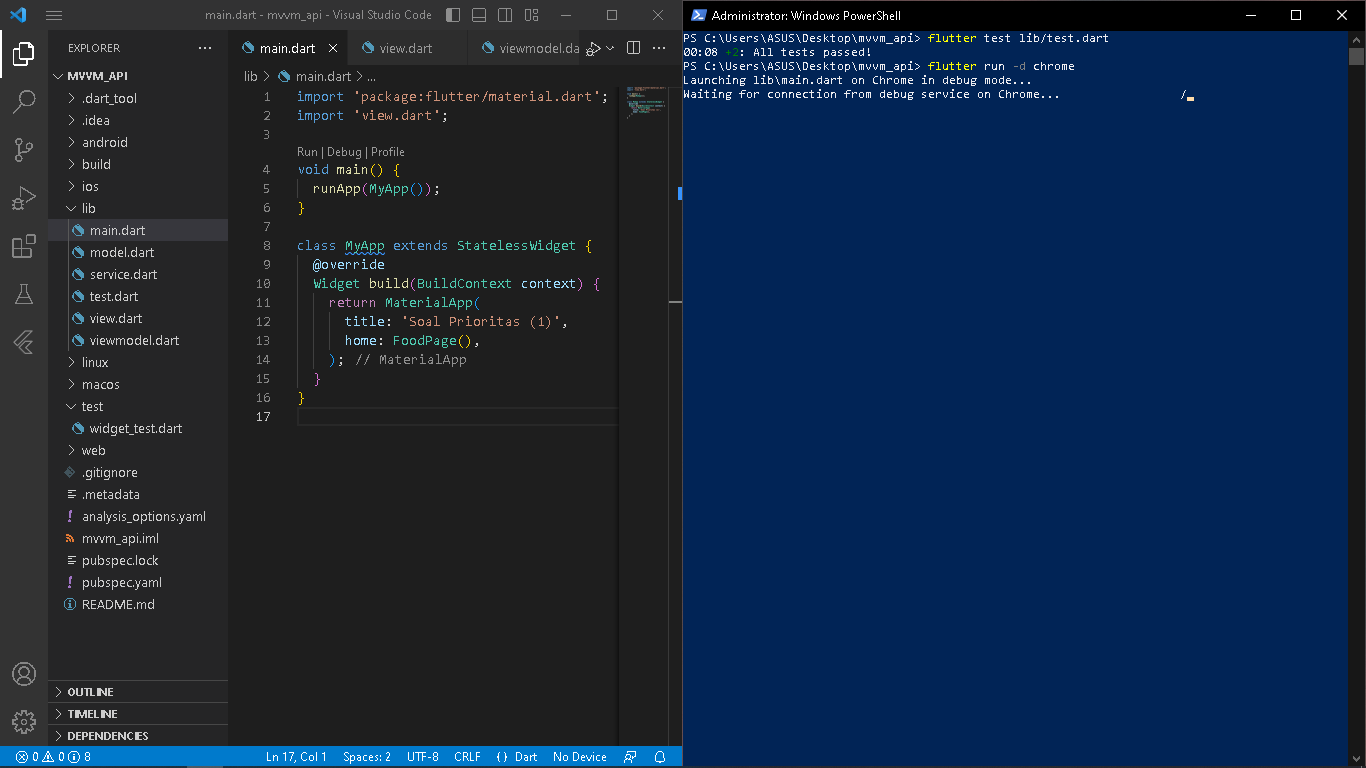 main.dart - mvvm_api - Visual Studio Code
EXPLORER
MVVM_API
.dart_tool
.idea
android
build
ios
lib
main.dart
model.dart
service.dart
test.dart
view.dart
viewmodel.dart
linux
macos
test
widget_test.dart
web
.gitignore
.metadata
! analysis_options.yaml
mvvm_api.iml
pubspec.lock
! pubspec.yaml
README.md
OUTLINE
TIMELINE
DEPENDENCIES
main.dart view.dart viewmodel.da
lib > main.dart > ...
1 import 'package:flutter/material.dart';
2 import 'view.dart';
3
Run | Debug | Profile
4 void main() {
5 runApp(MyApp());
6 }
7
8 class MyApp extends StatelessWidget {
9 @override
10 Widget build(BuildContext context) {
11 return MaterialApp(
12 title: 'Soal Prioritas (1)',
13 home: FoodPage(),
14 ); // MaterialApp
15 }
16 }
17
0 0 8 Ln 17, Col 1 Spaces: 2 UTF-8 CRLF {} Dart No Device
Administrator: Windows PowerShell
PS C:\Users\ASUS\Desktop\mvvm_api> flutter test lib/test.dart
00:08 +2: All tests passed!
PS C:\Users\ASUS\Desktop\mvvm_api> flutter run -d chrome
Launching lib\main.dart on Chrome in debug mode...
Waiting for connection from debug service on Chrome... /